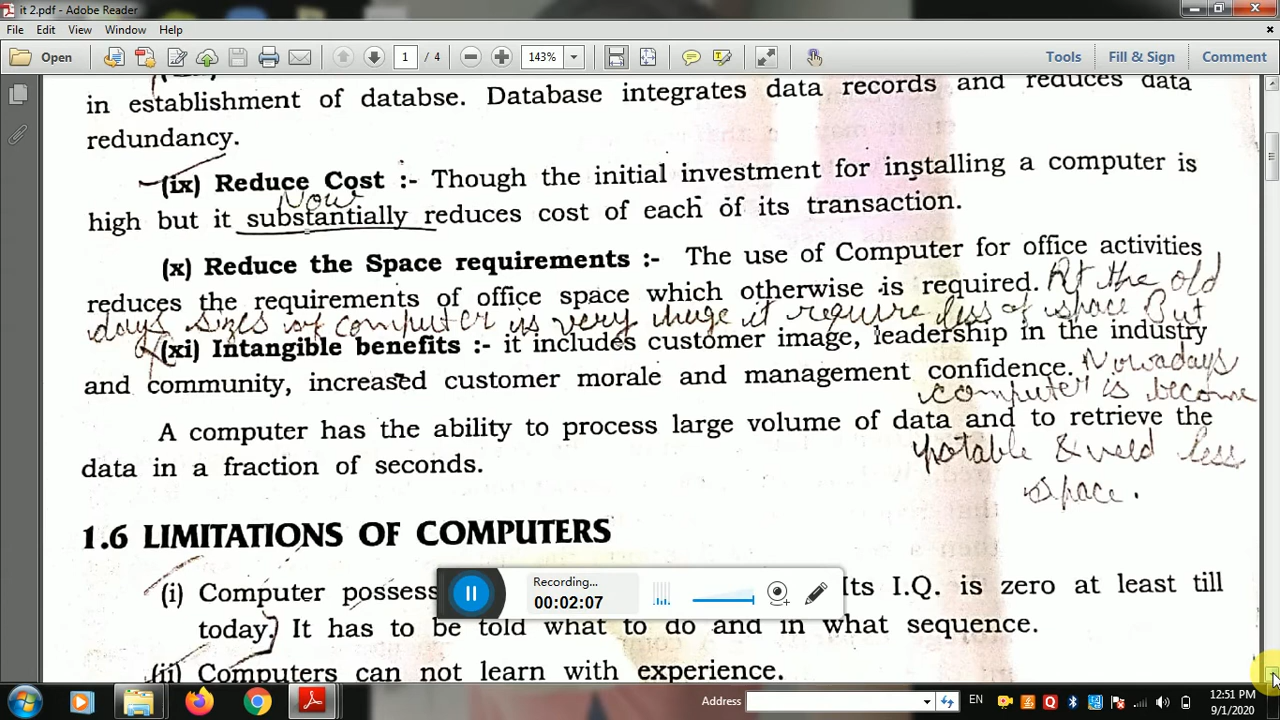 it 2.pdf - Adobe Reader
File Edit View Window Help
Open 1 / 4 143% Tools Fill & Sign Comment
in establishment of databse. Database integrates data records and reduces data
redundancy.
(ix) Reduce Cost :- Though the initial investment for installing a computer is
Now
high but it substantially reduces cost of each of its transaction.
(x) Reduce the Space requirements :- The use of Computer for office activities
reduces the requirements of office space which otherwise is required. At the old
days sizes of computer is very huge it require less of space But
(xi) Intangible benefits :- it includes customer image, leadership in the industry
and community, increased customer morale and management confidence. Nowadays
computer is become
A computer has the ability to process large volume of data and to retrieve the
potable & less
data in a fraction of seconds.
space.
1.6 LIMITATIONS OF COMPUTERS
(i) Computer possess Its I.Q. is zero at least till
today. It has to be told what to do and in what sequence.
(ii) Computers can not learn with experience.
Recording...
00:02:07
Address EN 12:51 PM
9/1/2020